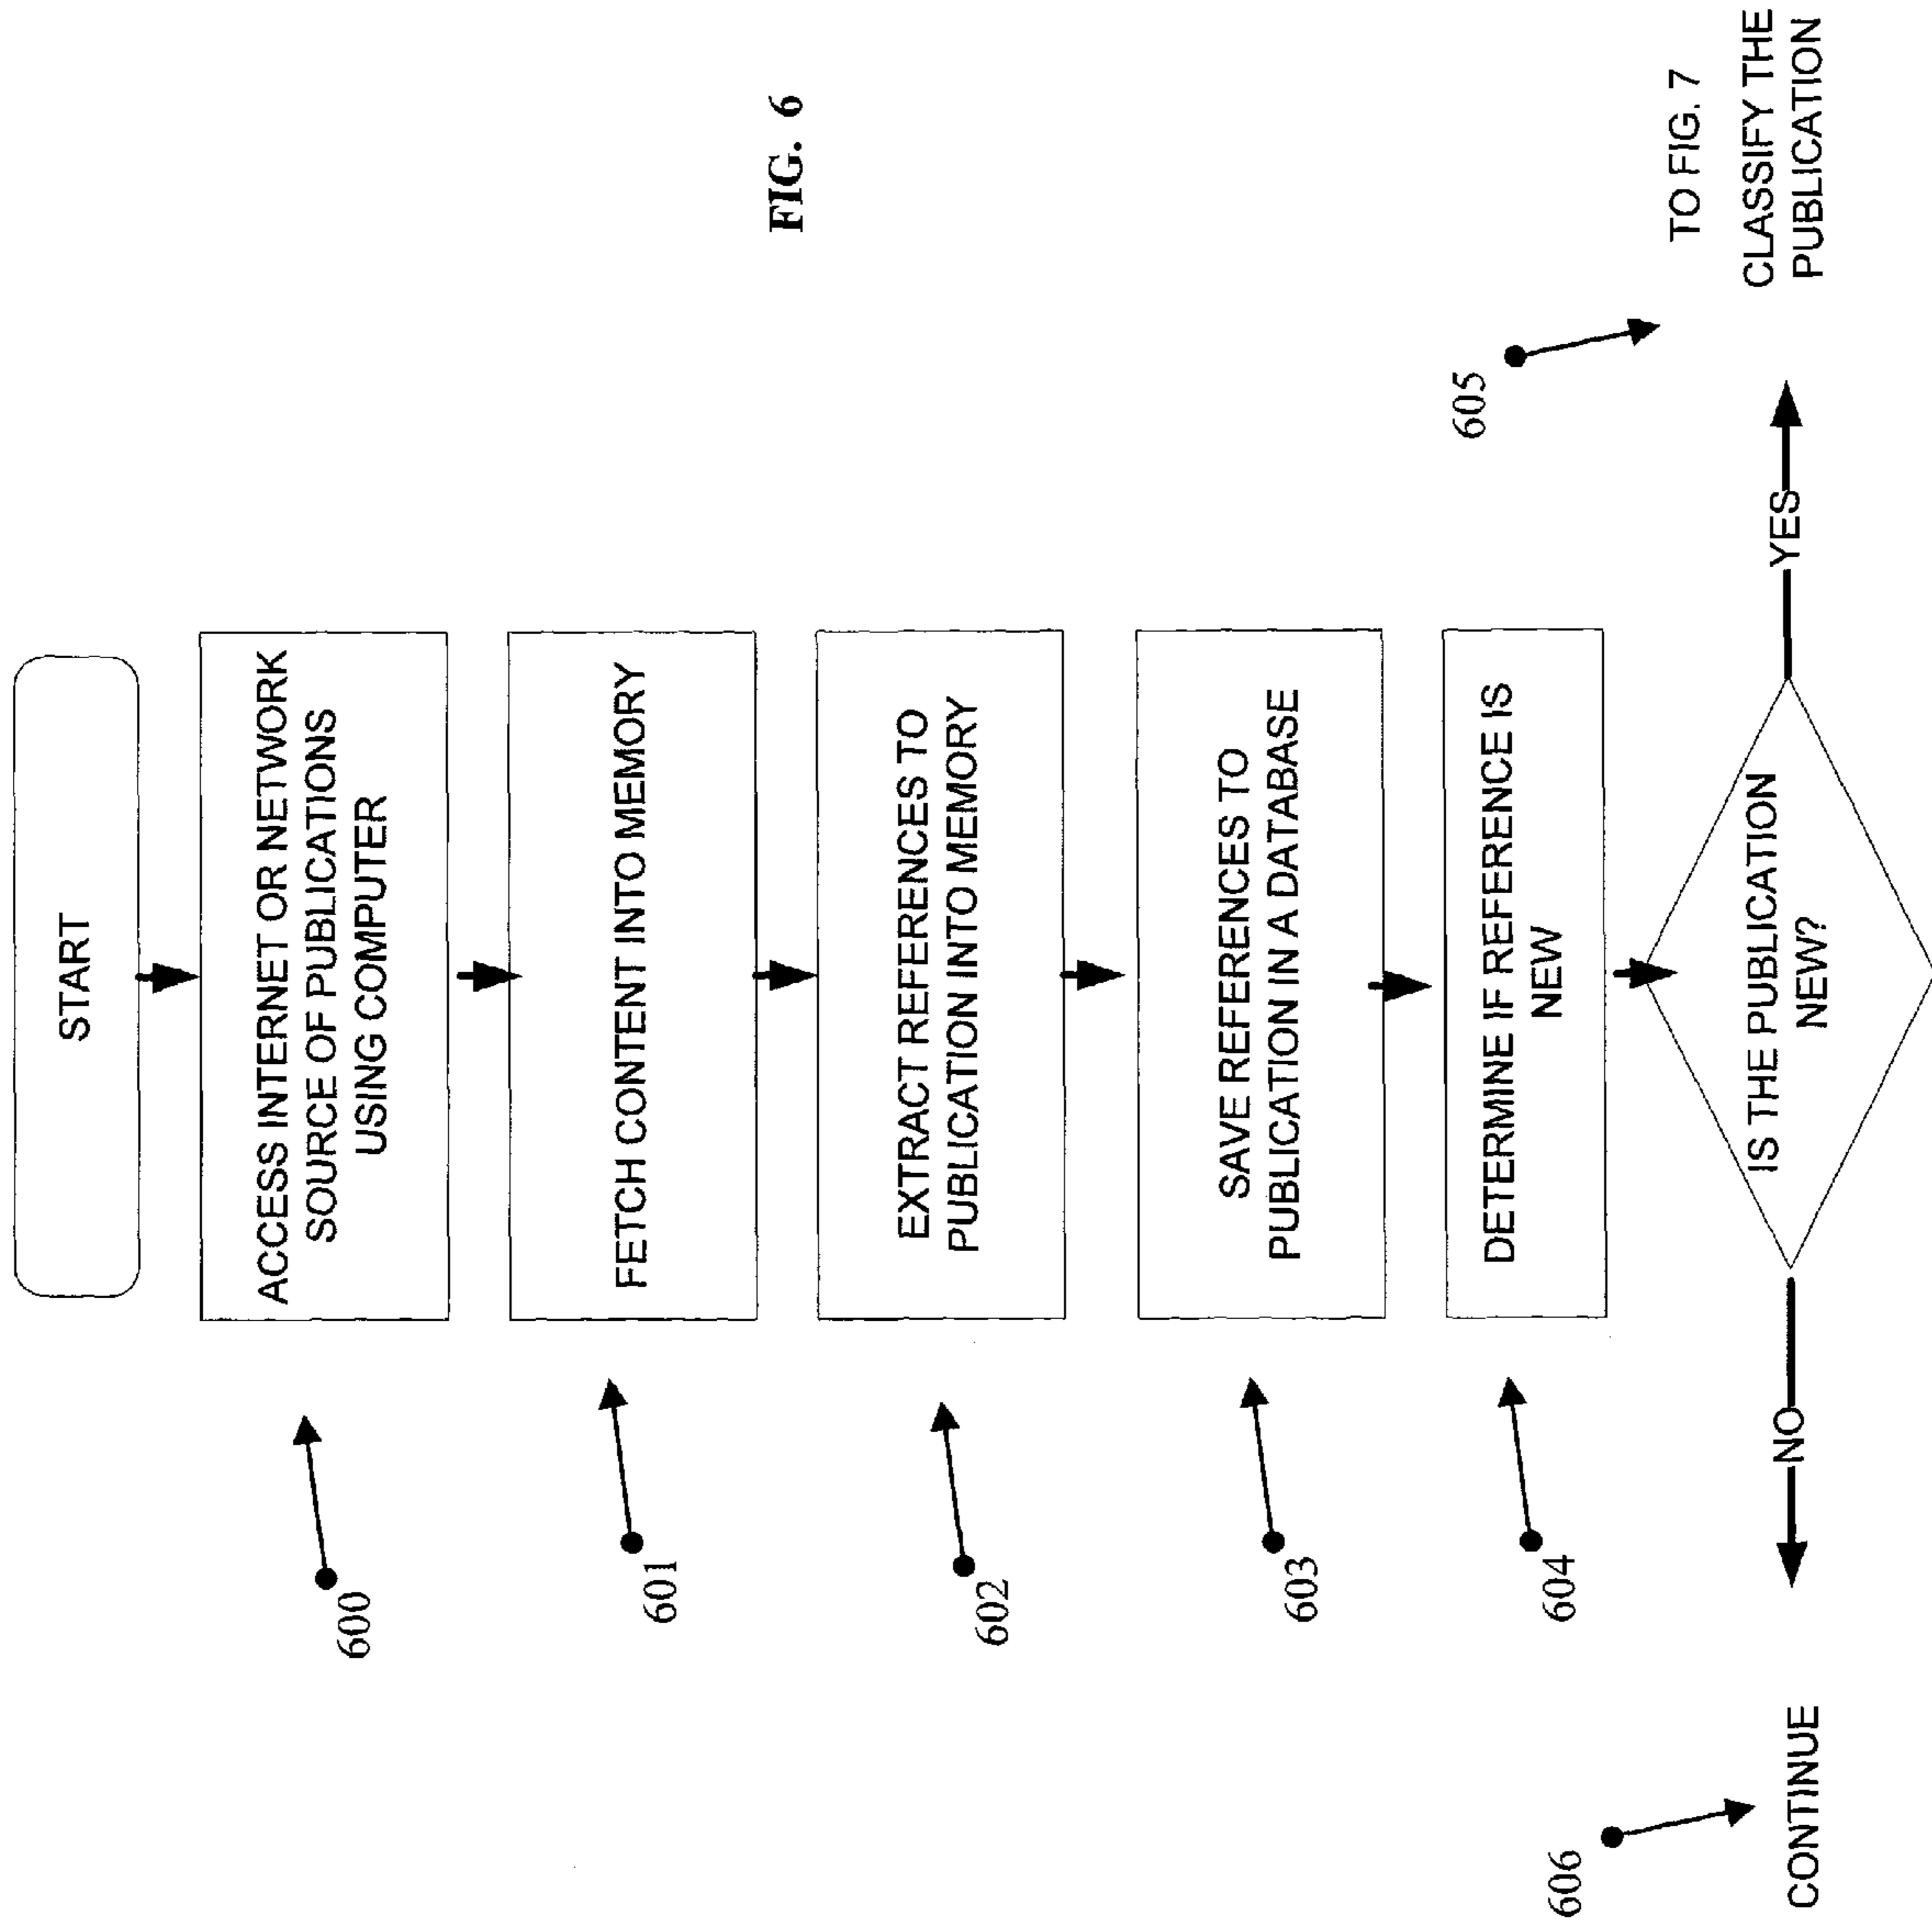 START
600
ACCESS INTERNET OR NETWORK
SOURCE OF PUBLICATIONS
USING COMPUTER
601
FETCH CONTENT INTO MEMORY
602
EXTRACT REFERENCES TO
PUBLICATION INTO MEMORY
FIG. 6
603
SAVE REFERENCES TO
PUBLICATION IN A DATABASE
604
DETERMINE IF REFERENCE IS
NEW
605
606
TO FIG. 7
CLASSIFY THE
PUBLICATION
CONTINUE
NO
IS THE PUBLICATION
NEW?
YES